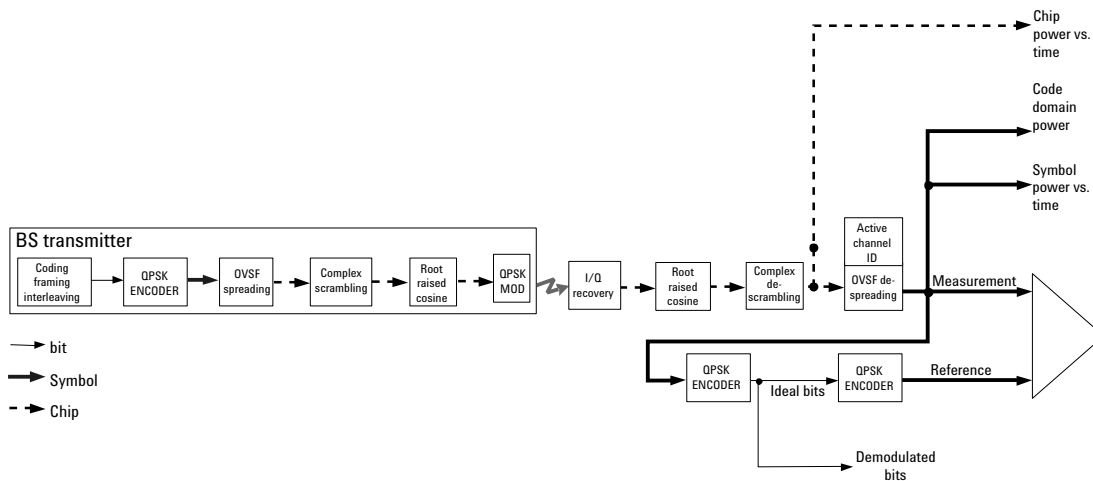 Chip
power vs.
time
Code
domain
power
Symbol
power vs.
time
BS transmitter
Coding
framing
interleaving
QPSK
ENCODER
OVSF
spreading
Complex
scrambling
Root
raised
cosine
QPSK
MOD
I/Q
recovery
Root
raised
cosine
Complex
de-
scrambling
Active
channel
ID
OVSF de-
spreading
Measurement
bit
Symbol
Chip
QPSK
ENCODER
Ideal bits
QPSK
ENCODER
Reference
Demodulated
bits